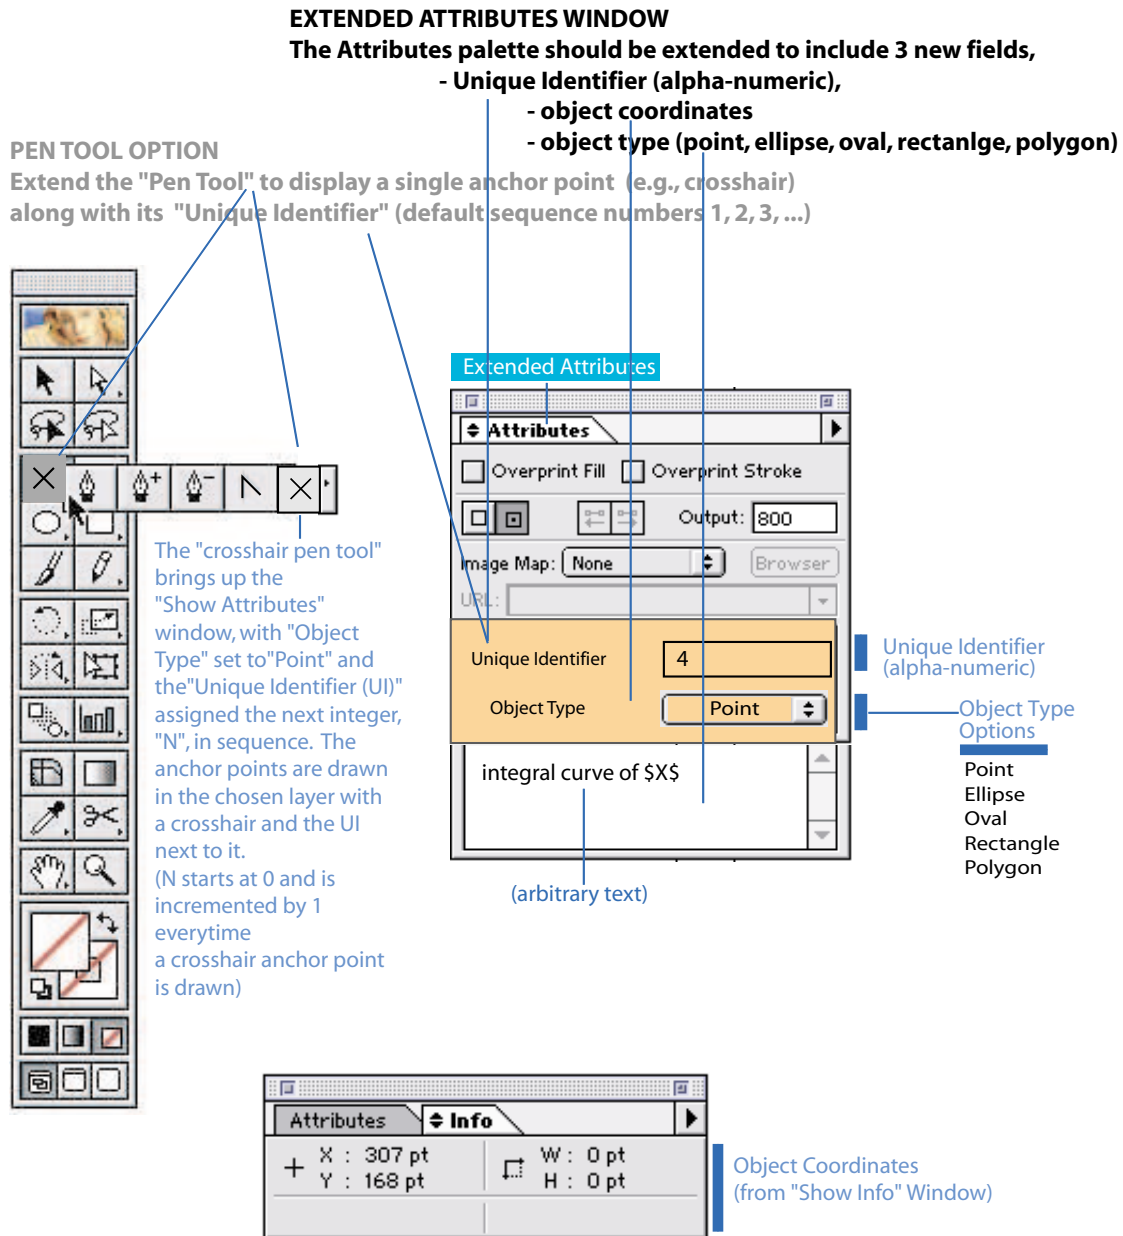 EXTENDED ATTRIBUTES WINDOW
The Attributes palette should be extended to include 3 new fields,
- Unique Identifier (alpha-numeric),
- object coordinates
- object type (point, ellipse, oval, rectanlge, polygon)
PEN TOOL OPTION
Extend the "Pen Tool" to display a single anchor point (e.g., crosshair)
along with its "Unique Identifier" (default sequence numbers 1, 2, 3, ...)
Extended Attributes
Attributes
Overprint Fill Overprint Stroke
Output: 800
Image Map: None Browser
URL:
Unique Identifier 4
Object Type Point
integral curve of $X$
(arbitrary text)
Unique Identifier
(alpha-numeric)
Object Type
Options
Point
Ellipse
Oval
Rectangle
Polygon
The "crosshair pen tool"
brings up the
"Show Attributes"
window, with "Object
Type" set to"Point" and
the"Unique Identifier (UI)"
assigned the next integer,
"N", in sequence. The
anchor points are drawn
in the chosen layer with
a crosshair and the UI
next to it.
(N starts at 0 and is
incremented by 1
everytime
a crosshair anchor point
is drawn)
Attributes Info
X : 307 pt W : 0 pt
Y : 168 pt H : 0 pt
Object Coordinates
(from "Show Info" Window)